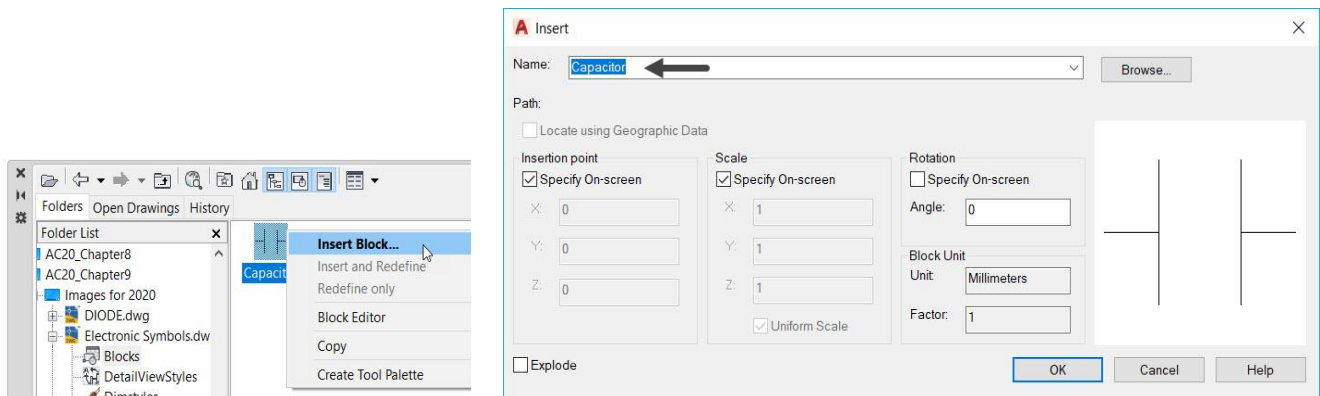 Folders Open Drawings History
Folder List
AC20_Chapter8
AC20_Chapter9
Images for 2020
DIODE.dwg
Electronic Symbols.dw
Blocks
DetailViewStyles
Dimstyles
Capacit
Insert Block...
Insert and Redefine
Redefine only
Block Editor
Copy
Create Tool Palette
A Insert
Name: Capacitor Browse...
Path:
Locate using Geographic Data
Insertion point
Specify On-screen
X: 0
Y: 0
Z: 0
Scale
Specify On-screen
X: 1
Y: 1
Z: 1
Uniform Scale
Rotation
Specify On-screen
Angle: 0
Block Unit
Unit: Millimeters
Factor: 1
Explode
OK Cancel Help